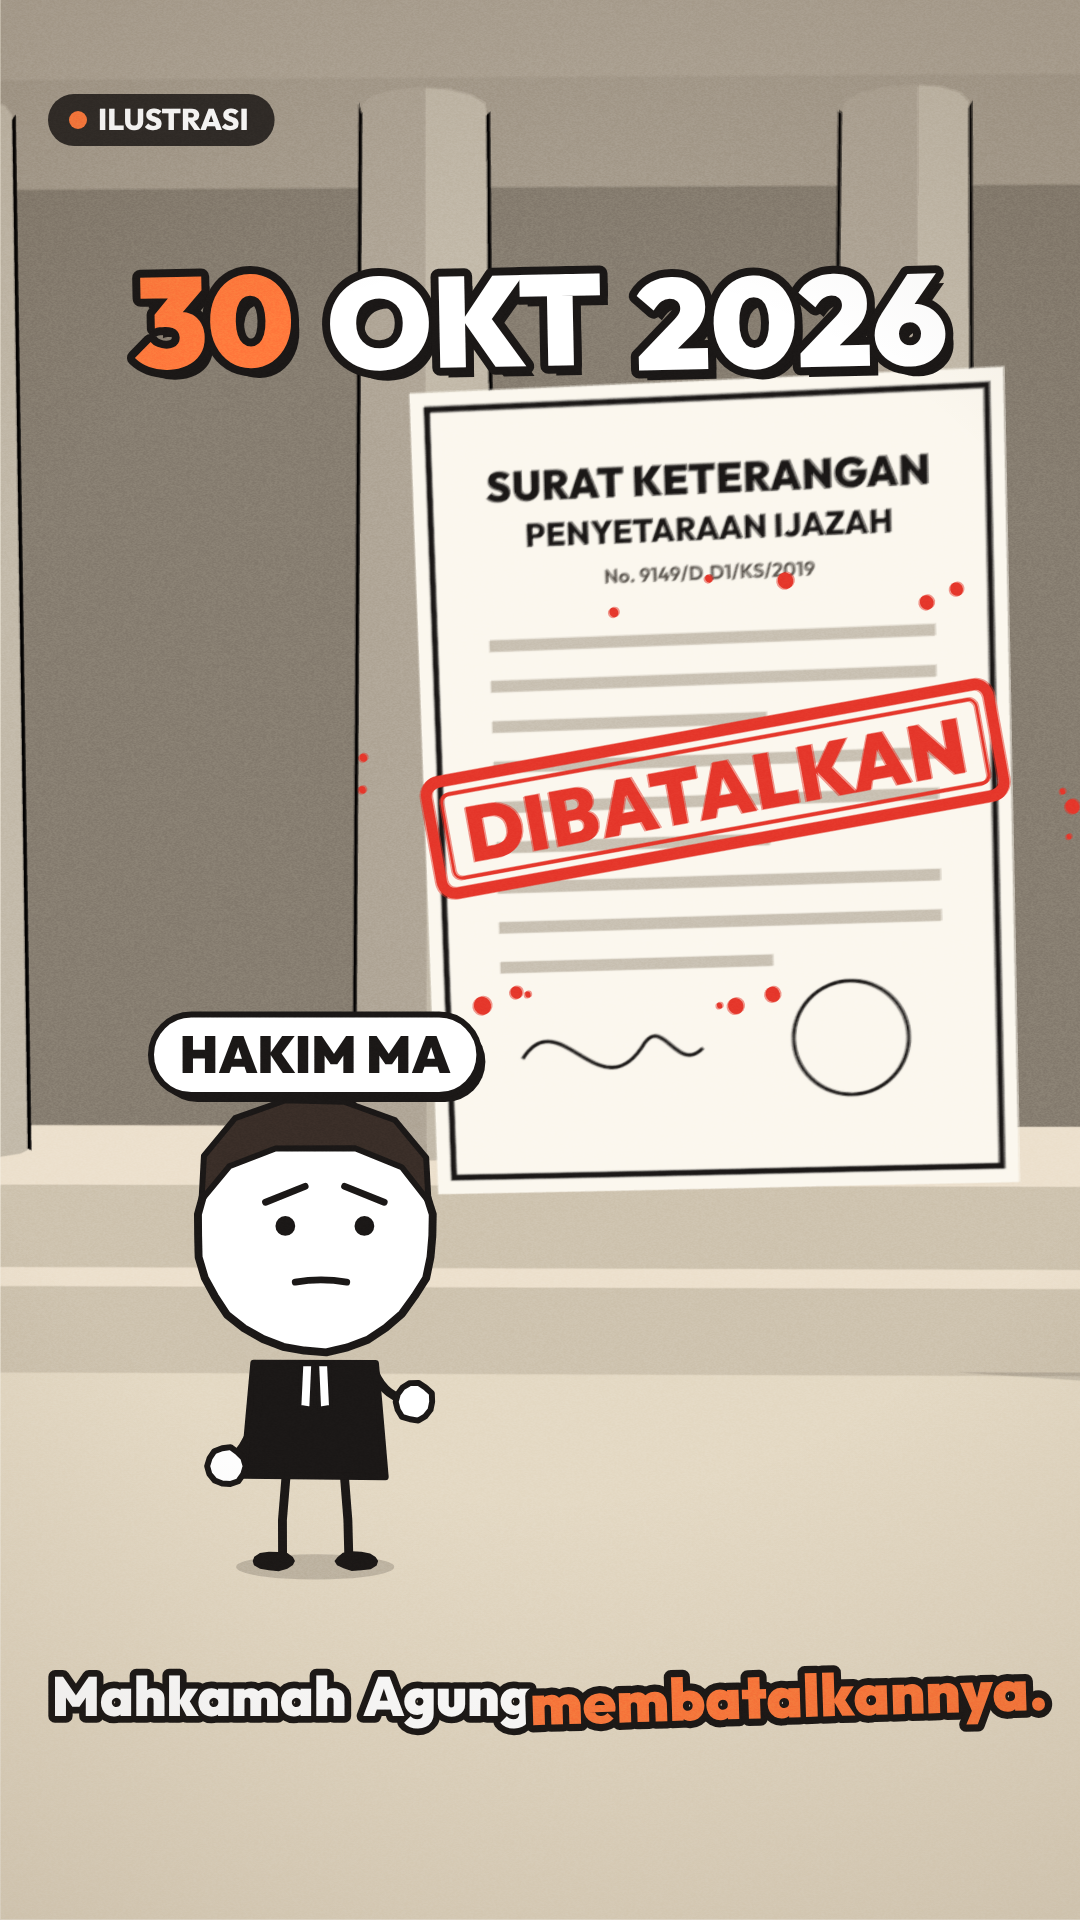 ILUSTRASI
30 OKT 2026
SURAT KETERANGAN
PENYETARAAN IJAZAH
No. 9149/D.D1/KS/2019
DIBATALKAN
HAKIM MA
Mahkamah Agung membatalkannya.